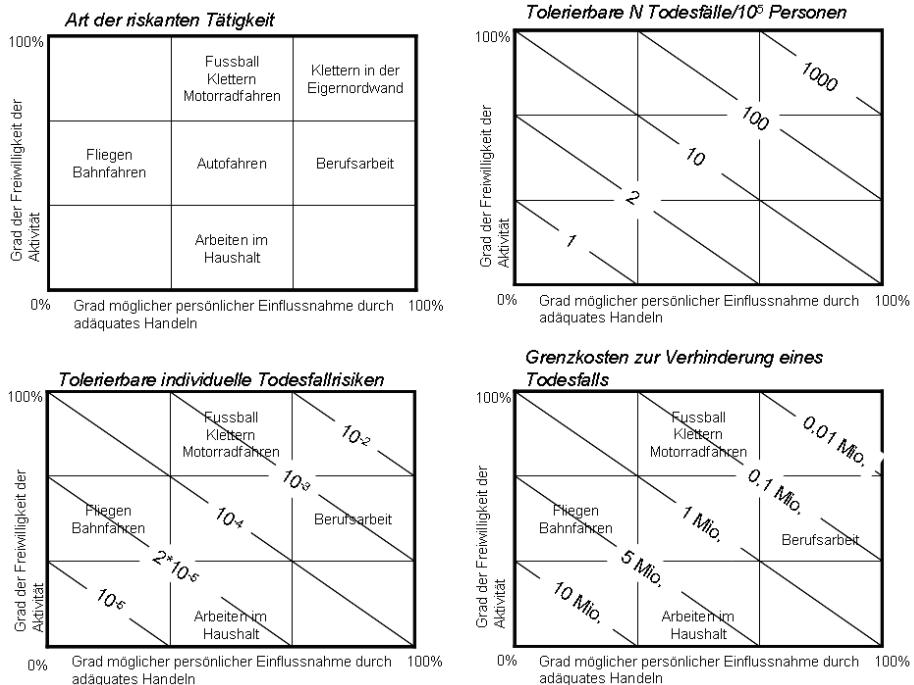 Art der riskanten Tätigkeit
100%
Grad der Freiwilligkeit der
Aktivität
Fussball
Klettern
Motorradfahren
Klettern in der
Eigernordwand
Fliegen
Bahnfahren
Autofahren
Berufsarbeit
Arbeiten im
Haushalt
0%
Grad möglicher persönlicher Einflussnahme durch
adäquates Handeln
100%
Tolerierbare N Todesfälle/10⁵ Personen
100%
Grad der Freiwilligkeit der
Aktivität
1000
100
10
2
1
0%
Grad möglicher persönlicher Einflussnahme durch
adäquates Handeln
100%
Tolerierbare individuelle Todesfallrisiken
100%
Grad der Freiwilligkeit der
Aktivität
Fussball
Klettern
Motorradfahren
10-2
10-3
Fliegen
Bahnfahren
10-4
Berufsarbeit
2*10-5
10-5
Arbeiten im
Haushalt
0%
Grad möglicher persönlicher Einflussnahme durch
adäquates Handeln
100%
Grenzkosten zur Verhinderung eines
Todesfalls
100%
Grad der Freiwilligkeit der
Aktivität
Fussball
Klettern
Motorradfahren
0,01 Mio,
0,1 Mio,
Fliegen
Bahnfahren
1 Mio,
Berufsarbeit
5 Mio,
10 Mio,
Arbeiten im
Haushalt
0%
Grad möglicher persönlicher Einflussnahme durch
adäquates Handeln
100%